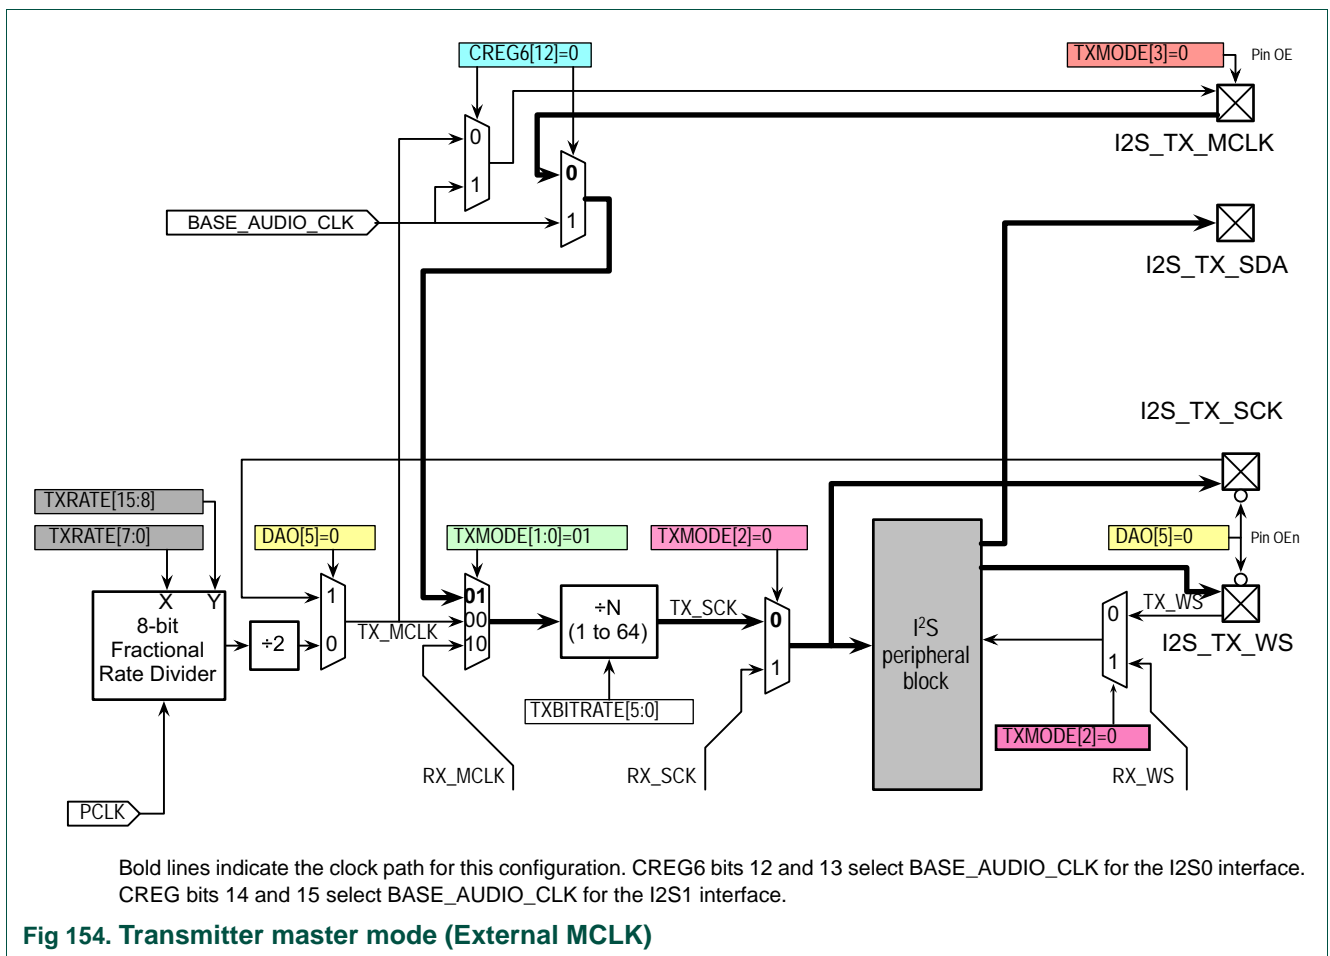 CREG6[12]=0
TXMODE[3]=0
Pin OE
0
1
I2S_TX_MCLK
0
1
BASE_AUDIO_CLK
I2S_TX_SDA
I2S_TX_SCK
TXRATE[15:8]
TXRATE[7:0]
DAO[5]=0
TXMODE[1:0]=01
TXMODE[2]=0
DAO[5]=0
Pin OEn
X Y
8-bit
Fractional
Rate Divider
÷2
1
0
TX_MCLK
01
00
10
÷N
(1 to 64)
TX_SCK
0
1
I2S
peripheral
block
0
1
TX_WS
I2S_TX_WS
TXBITRATE[5:0]
TXMODE[2]=0
RX_MCLK
RX_SCK
RX_WS
PCLK
Bold lines indicate the clock path for this configuration. CREG6 bits 12 and 13 select BASE_AUDIO_CLK for the I2S0 interface.
CREG bits 14 and 15 select BASE_AUDIO_CLK for the I2S1 interface.
Fig 154. Transmitter master mode (External MCLK)